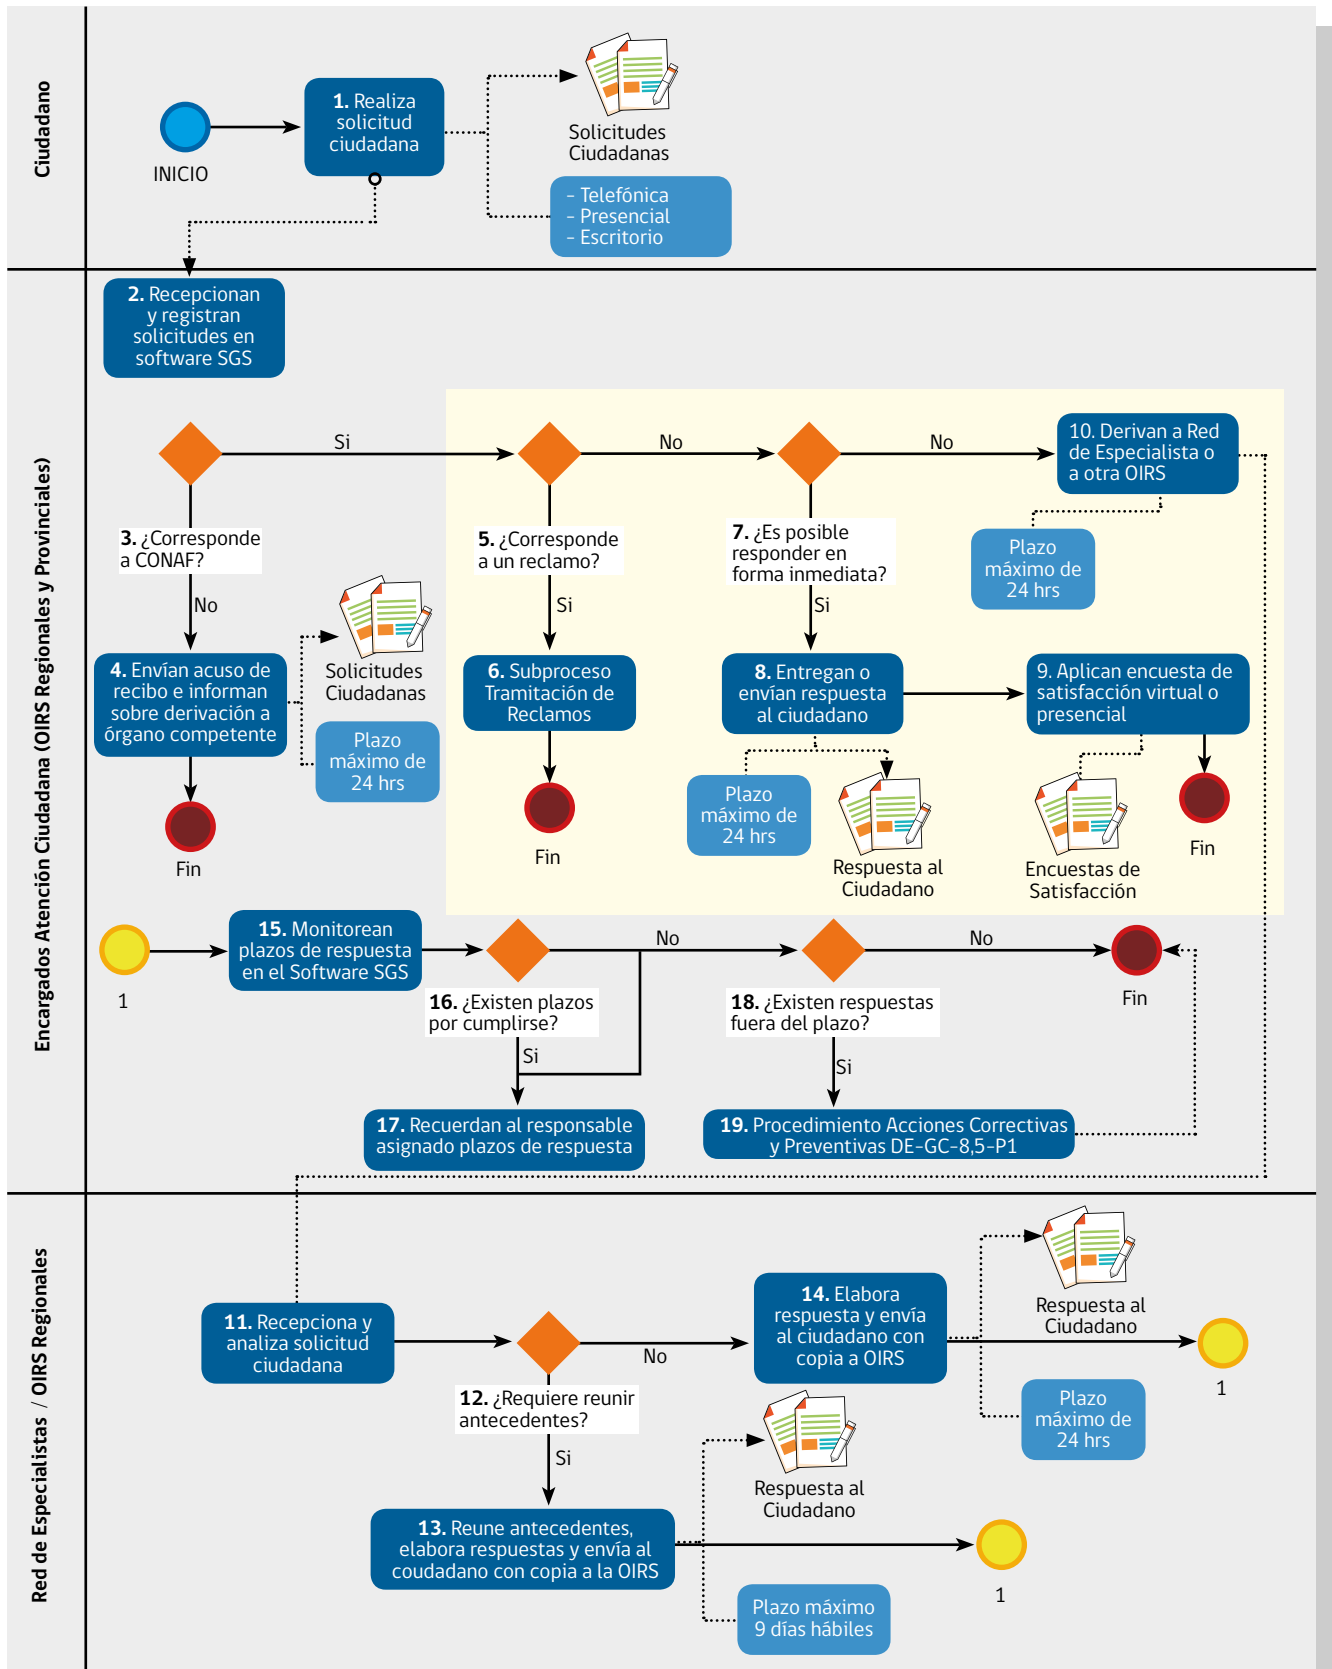 Ciudadano
INICIO
1. Realiza
solicitud
ciudadana
Solicitudes
Ciudadanas
- Telefónica
- Presencial
- Escritorio
Encargados Atención Ciudadana (OIRS Regionales y Provinciales)
2. Recepcionan
y registran
solicitudes en
software SGS
Si
No
No
10. Derivan a Red
de Especialista o
a otra OIRS
3. ¿Corresponde
a CONAF?
5. ¿Corresponde
a un reclamo?
7. ¿Es posible
responder en
forma inmediata?
Plazo
máximo de
24 hrs
No
Si
Si
4. Envían acuso de
recibo e informan
sobre derivación a
órgano competente
Solicitudes
Ciudadanas
Plazo
máximo de
24 hrs
6. Subproceso
Tramitación de
Reclamos
8. Entregan o
envían respuesta
al ciudadano
9. Aplican encuesta de
satisfacción virtual o
presencial
Plazo
máximo de
24 hrs
Respuesta al
Ciudadano
Encuestas de
Satisfacción
Fin
Fin
Fin
1
15. Monitorean
plazos de respuesta
en el Software SGS
No
No
Fin
16. ¿Existen plazos
por cumplirse?
18. ¿Existen respuestas
fuera del plazo?
Si
Si
17. Recuerdan al responsable
asignado plazos de respuesta
19. Procedimiento Acciones Correctivas
y Preventivas DE-GC-8,5-P1
Red de Especialistas / OIRS Regionales
11. Recepciona y
analiza solicitud
ciudadana
No
14. Elabora
respuesta y envía
al ciudadano con
copia a OIRS
Respuesta al
Ciudadano
1
Plazo
máximo de
24 hrs
12. ¿Requiere reunir
antecedentes?
Si
Respuesta al
Ciudadano
13. Reune antecedentes,
elabora respuestas y envía al
coudadano con copia a la OIRS
1
Plazo máximo
9 días hábiles